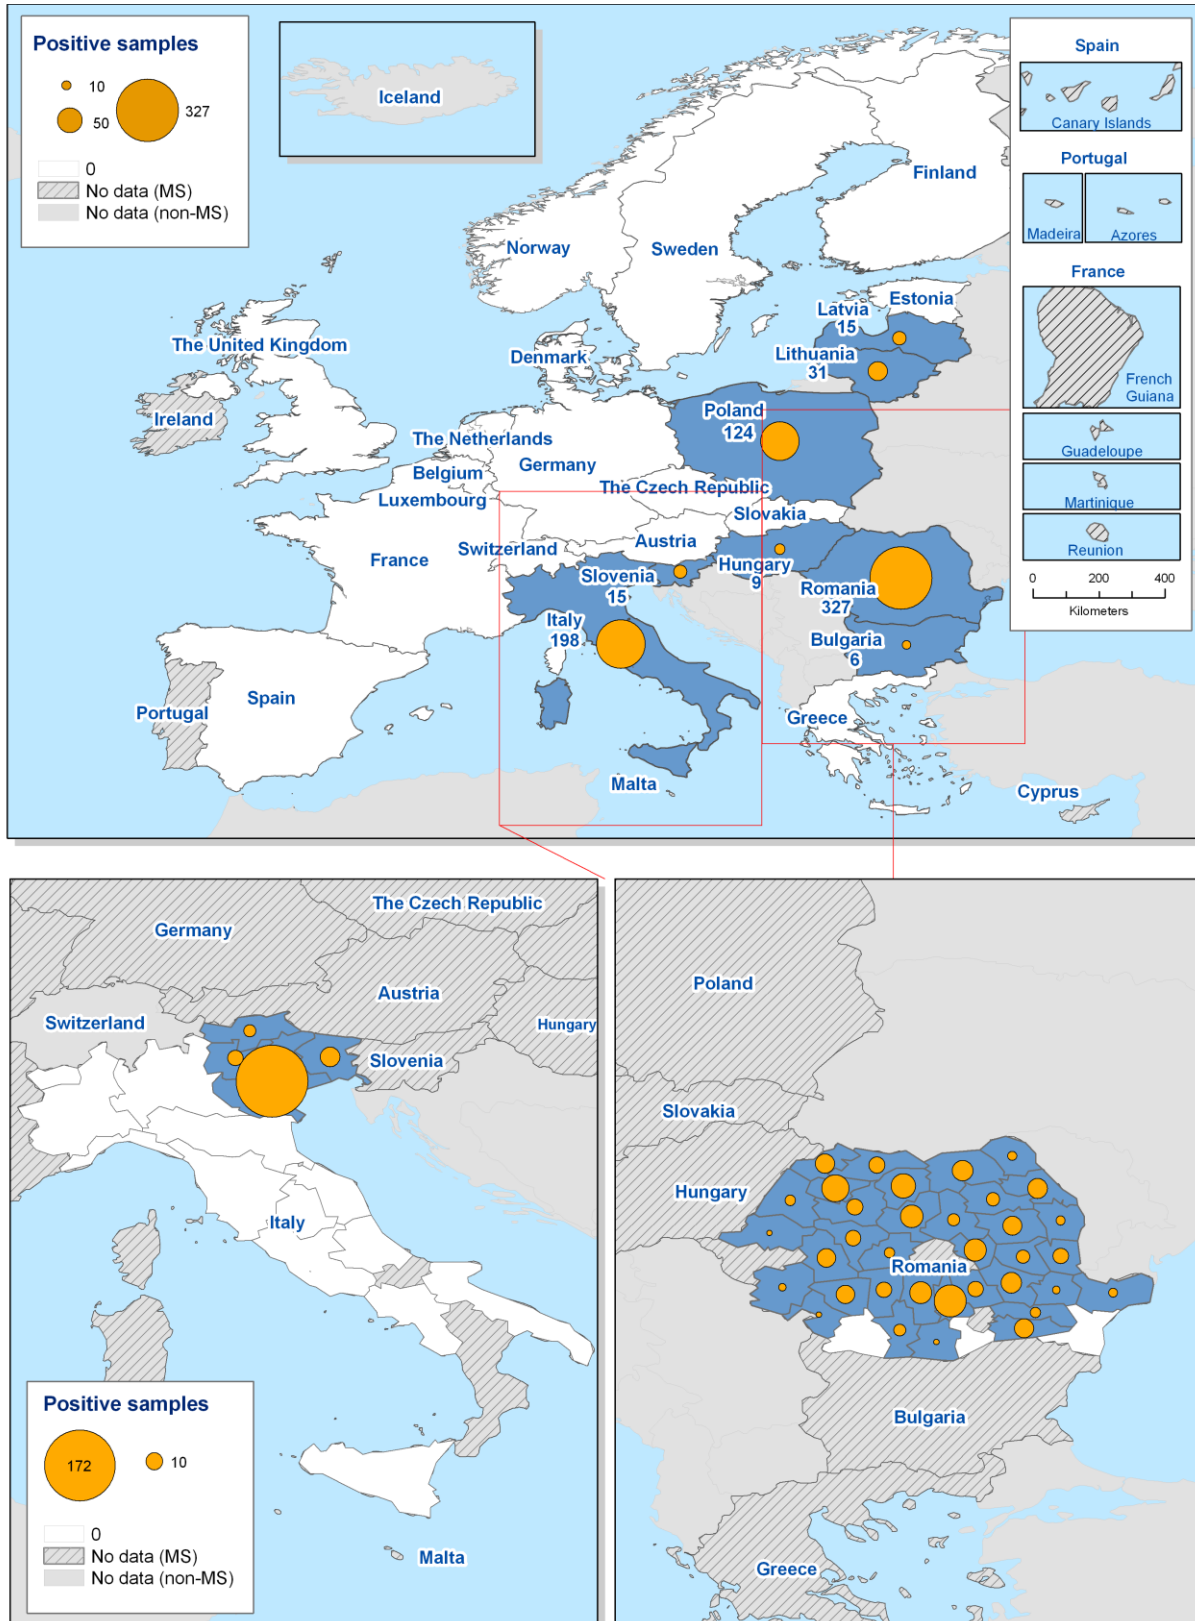 Positive samples
10
50
327
0
No data (MS)
No data (non-MS)
Iceland
Spain
Canary Islands
Portugal
Madeira
Azores
France
French
Guiana
Guadeloupe
Martinique
Reunion
0 200 400
Kilometers
Finland
Norway
Sweden
Estonia
Latvia
15
Lithuania
31
The United Kingdom
Denmark
Ireland
Poland
124
The Netherlands
Belgium
Germany
Luxembourg
The Czech Republic
Slovakia
France
Switzerland
Austria
Hungary
9
Slovenia
15
Romania
327
Italy
198
Bulgaria
6
Spain
Portugal
Greece
Malta
Cyprus
The Czech Republic
Germany
Austria
Switzerland
Hungary
Slovenia
Italy
Positive samples
172
10
0
No data (MS)
No data (non-MS)
Malta
Poland
Slovakia
Hungary
Romania
Bulgaria
Greece